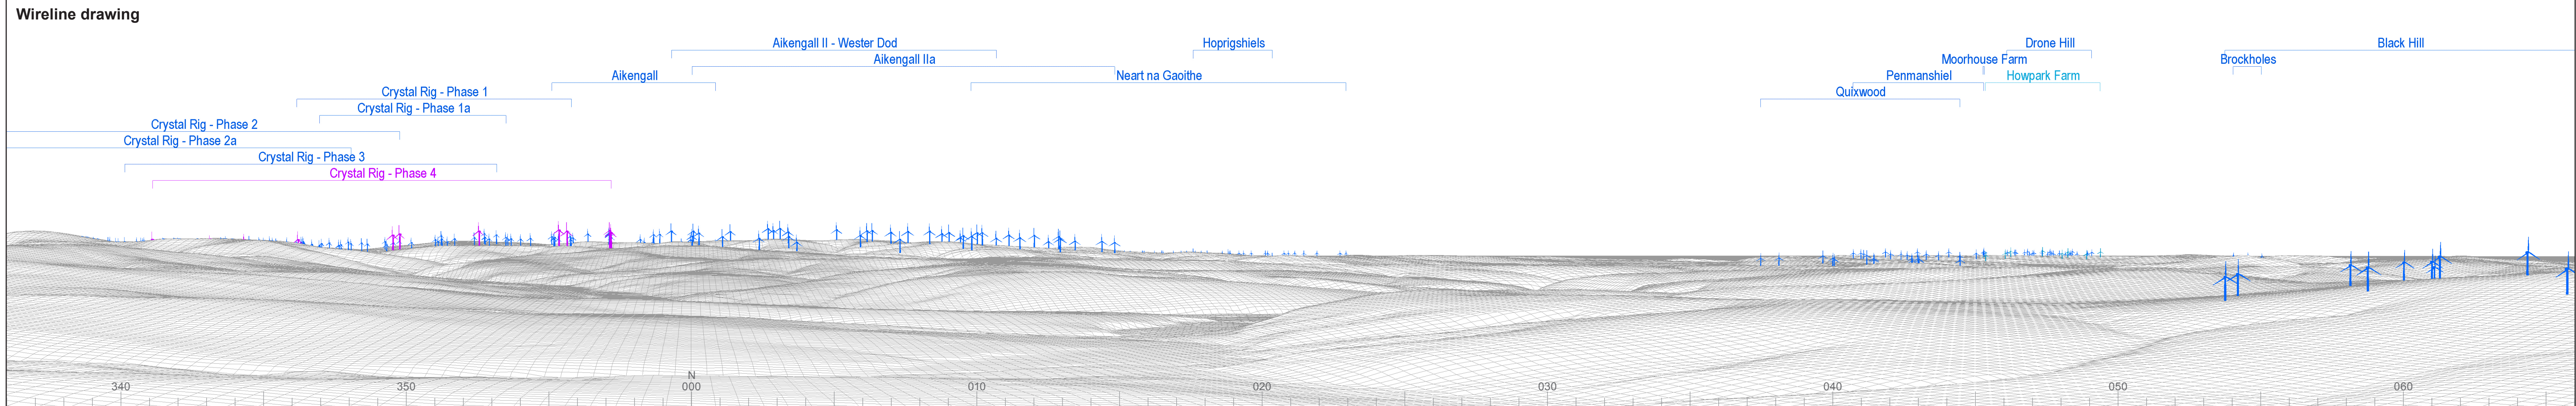 Wireline drawing
Aikengall II - Wester Dod
Hoprigshiels
Drone Hill
Black Hill
Aikengall IIa
Moorhouse Farm
Brockholes
Aikengall
Neart na Gaoithe
Penmanshiel
Howpark Farm
Crystal Rig - Phase 1
Quixwood
Crystal Rig - Phase 1a
Crystal Rig - Phase 2
Crystal Rig - Phase 2a
Crystal Rig - Phase 3
Crystal Rig - Phase 4
N
340 350 000 010 020 030 040 050 060